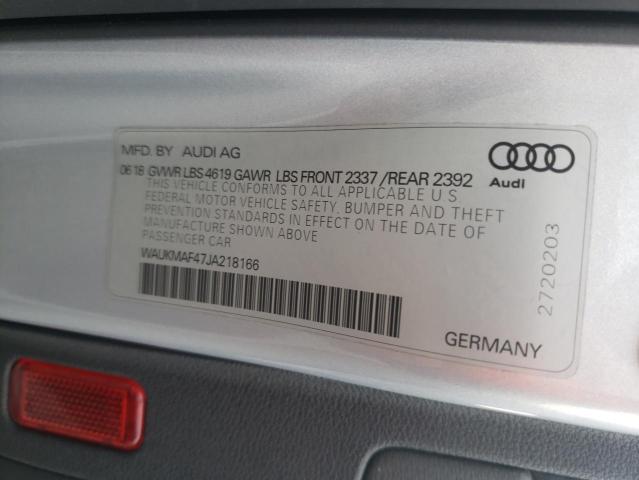 MFD. BY AUDI AG
06 18 GVWR LBS 4619 GAWR LBS FRONT 2337 /REAR 2392
THIS VEHICLE CONFORMS TO ALL APPLICABLE U.S
FEDERAL MOTOR VEHICLE SAFETY, BUMPER AND THEFT
PREVENTION STANDARDS IN EFFECT ON THE DATE OF
MANUFACTURE SHOWN ABOVE
PASSENGER CAR
WAUKMAF47JA218166
Audi
2720203
GERMANY